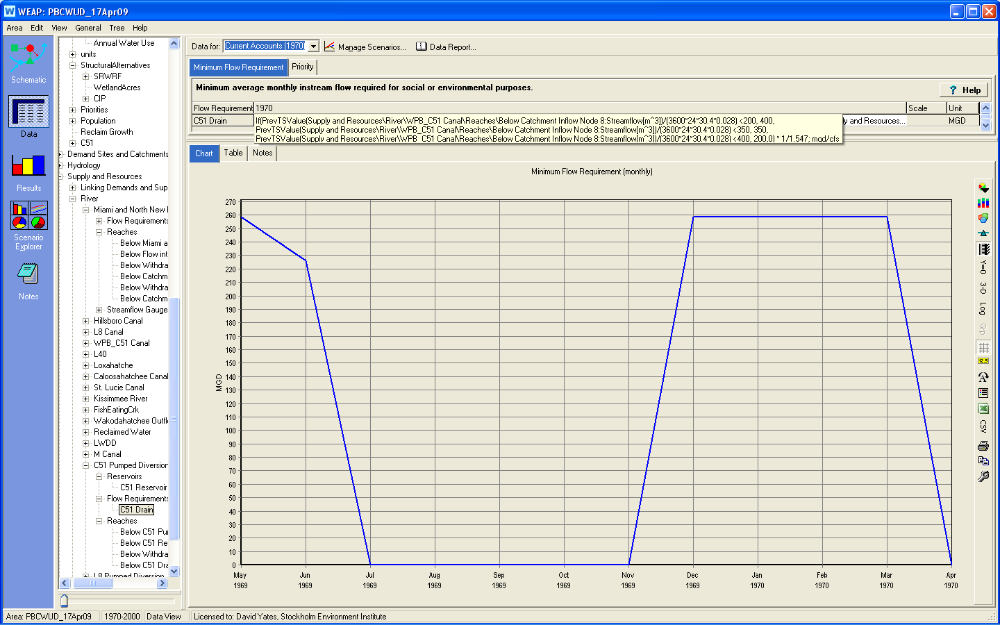 WEAP: PBCWUD_17Apr09
Area Edit View General Tree Help
Schematic
Data
Results
Scenario
Explorer
Notes
Annual Water Use
units
StructuralAlternatives
SRWRF
WetlandAcres
CIP
Priorities
Population
Reclaim Growth
C51
Demand Sites and Catchments
Hydrology
Supply and Resources
Linking Demands and Sup
River
Miami and North New
Flow Requirements
Reaches
Below Miami a
Below Flow int
Below Withdra
Below Catchm
Below Withdra
Below Catchm
Streamflow Gauge
Hillsboro Canal
L8 Canal
WPB_C51 Canal
L40
Loxahatche
Caloosahatchee Canal
St. Lucie Canal
Kissimmee River
FishEatingCrk
Wakodahatchee Outfl
Reclaimed Water
LWDD
M Canal
C51 Pumped Diversion
Reservoirs
C51 Reservoir
Flow Requirements
C51 Drain
Reaches
Below C51 Pu
Below C51 Re
Below Withdra
Below C51 Dra
L8 Pumped Diversion
Data for: Current Accounts (1970) Manage Scenarios... Data Report...
Minimum Flow Requirement Priority
Minimum average monthly instream flow required for social or environmental purposes.
? Help
Flow Requirement 1970 Scale Unit
C51 Drain If(PrevTSValue(Supply and Resources\River\WPB_C51 Canal\Reaches\Below Catchment Inflow Node 8:Streamflow[m^3])/(3600*24*30.4*0.028) <200, 400, y and Resources... MGD
PrevTSValue(Supply and Resources\River\WPB_C51 Canal\Reaches\Below Catchment Inflow Node 8:Streamflow[m^3])/(3600*24*30.4*0.028) <350, 350,
PrevTSValue(Supply and Resources\River\WPB_C51 Canal\Reaches\Below Catchment Inflow Node 8:Streamflow[m^3])/(3600*24*30.4*0.028) <400, 200,0) * 1/1.547; mgd/cfs
Chart Table Notes
Minimum Flow Requirement (monthly)
MGD
270
260
250
240
230
220
210
200
190
180
170
160
150
140
130
120
110
100
90
80
70
60
50
40
30
20
10
0
May Jun Jul Aug Sep Oct Nov Dec Jan Feb Mar Apr
1969 1969 1969 1969 1969 1969 1969 1969 1970 1970 1970 1970
Y=0
3-D
Log
Grp
12.5
CSV
Area: PBCWUD_17Apr09 1970-2000 Data View Licensed to: David Yates, Stockholm Environment Institute